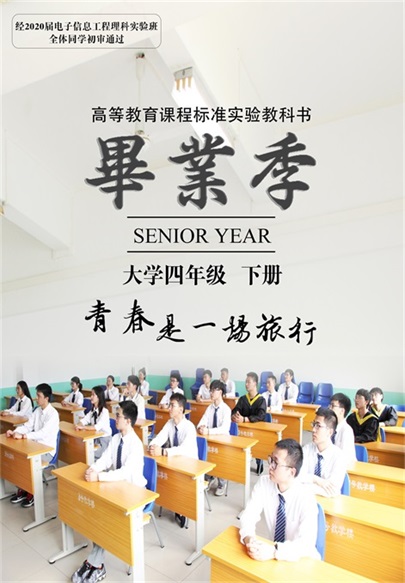 经2020届电子信息工程理科实验班
全体同学初审通过
高等教育课程标准实验教科书
畢業季
SENIOR YEAR
大学四年级 下册
青春是一场旅行